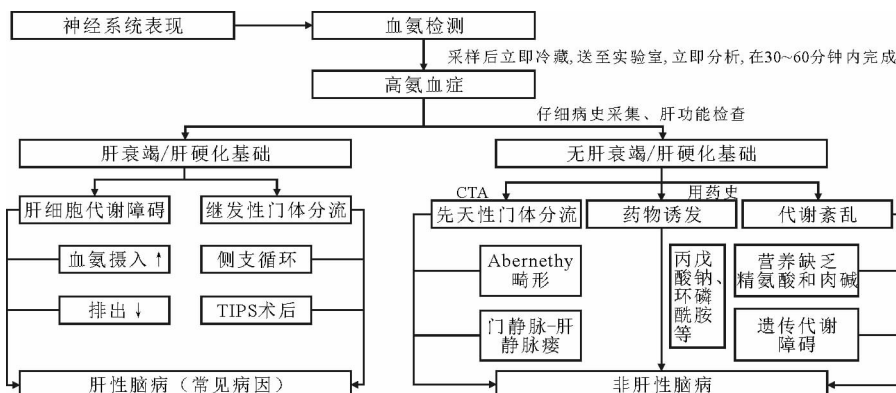 神经系统表现
血氨检测
采样后立即冷藏,送至实验室,立即分析,在30~60分钟内完成
高氨血症
仔细病史采集、肝功能检查
肝衰竭/肝硬化基础
无肝衰竭/肝硬化基础
CTA
用药史
肝细胞代谢障碍
继发性门体分流
先天性门体分流
药物诱发
代谢紊乱
血氨摄入↑
侧支循环
Abernethy
畸形
丙戊
酸钠、
环磷
酰胺
等
营养缺乏
精氨酸和肉碱
排出↓
TIPS术后
门静脉-肝
静脉瘘
遗传代谢
障碍
肝性脑病（常见病因）
非肝性脑病